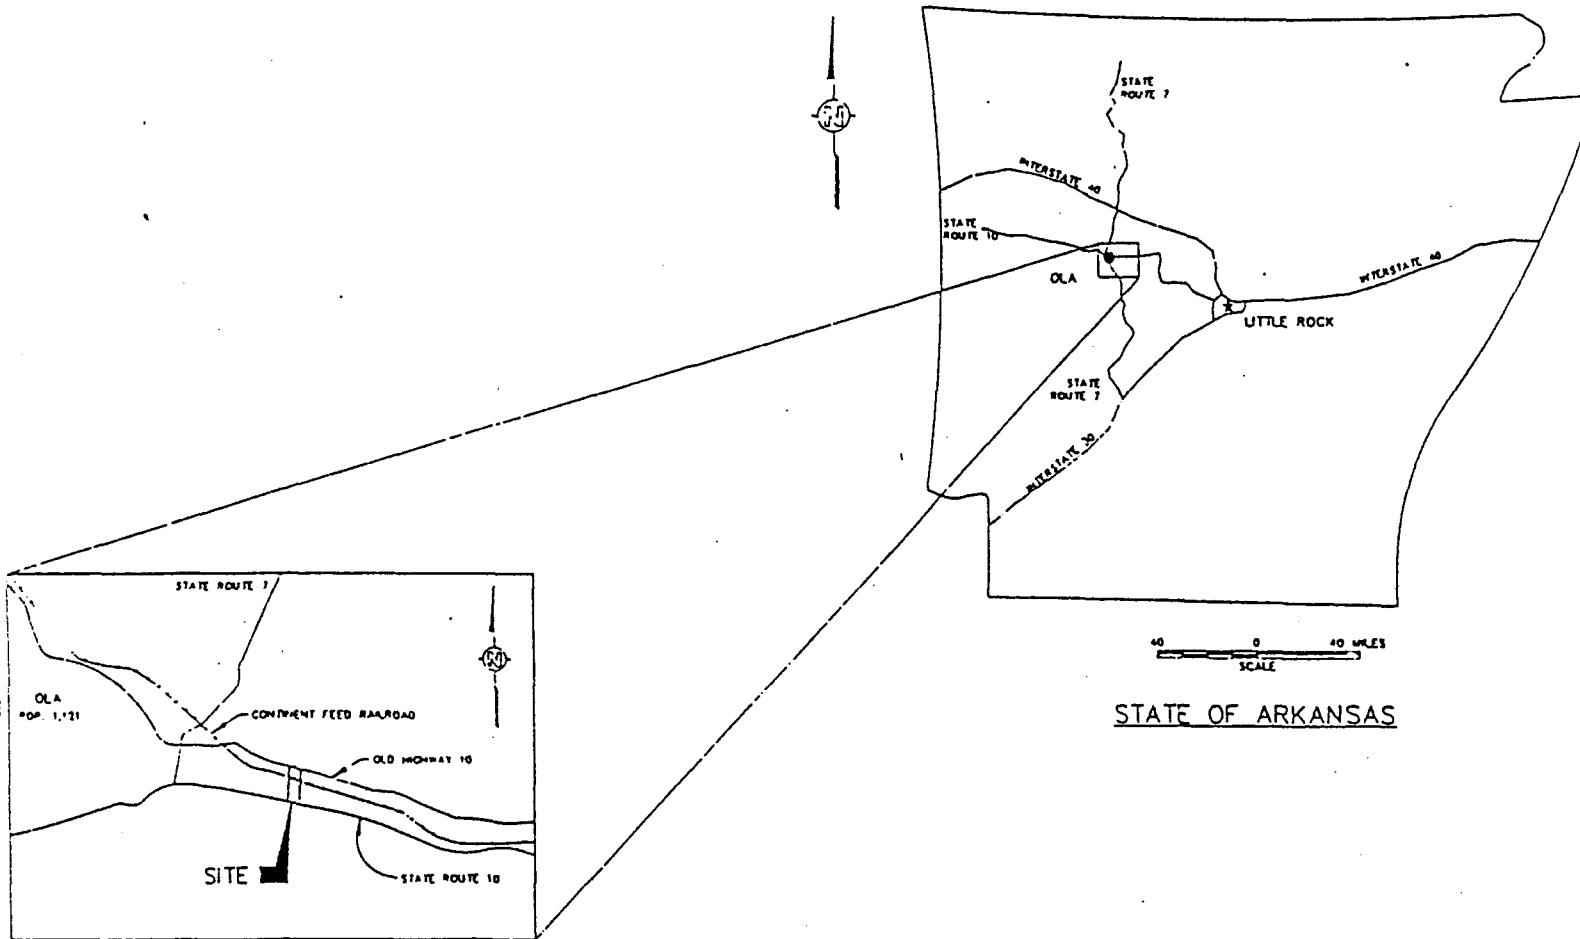 STATE
ROUTE 7
INTERSTATE 40
STATE
ROUTE 10
OLA
INTERSTATE 40
LITTLE ROCK
STATE
ROUTE 7
INTERSTATE 30
40 0 40 MILES
SCALE
STATE OF ARKANSAS
STATE ROUTE 7
OLA
POP. 1,121
CONTINENT FEED RAILROAD
OLD HIGHWAY 10
SITE
STATE ROUTE 10